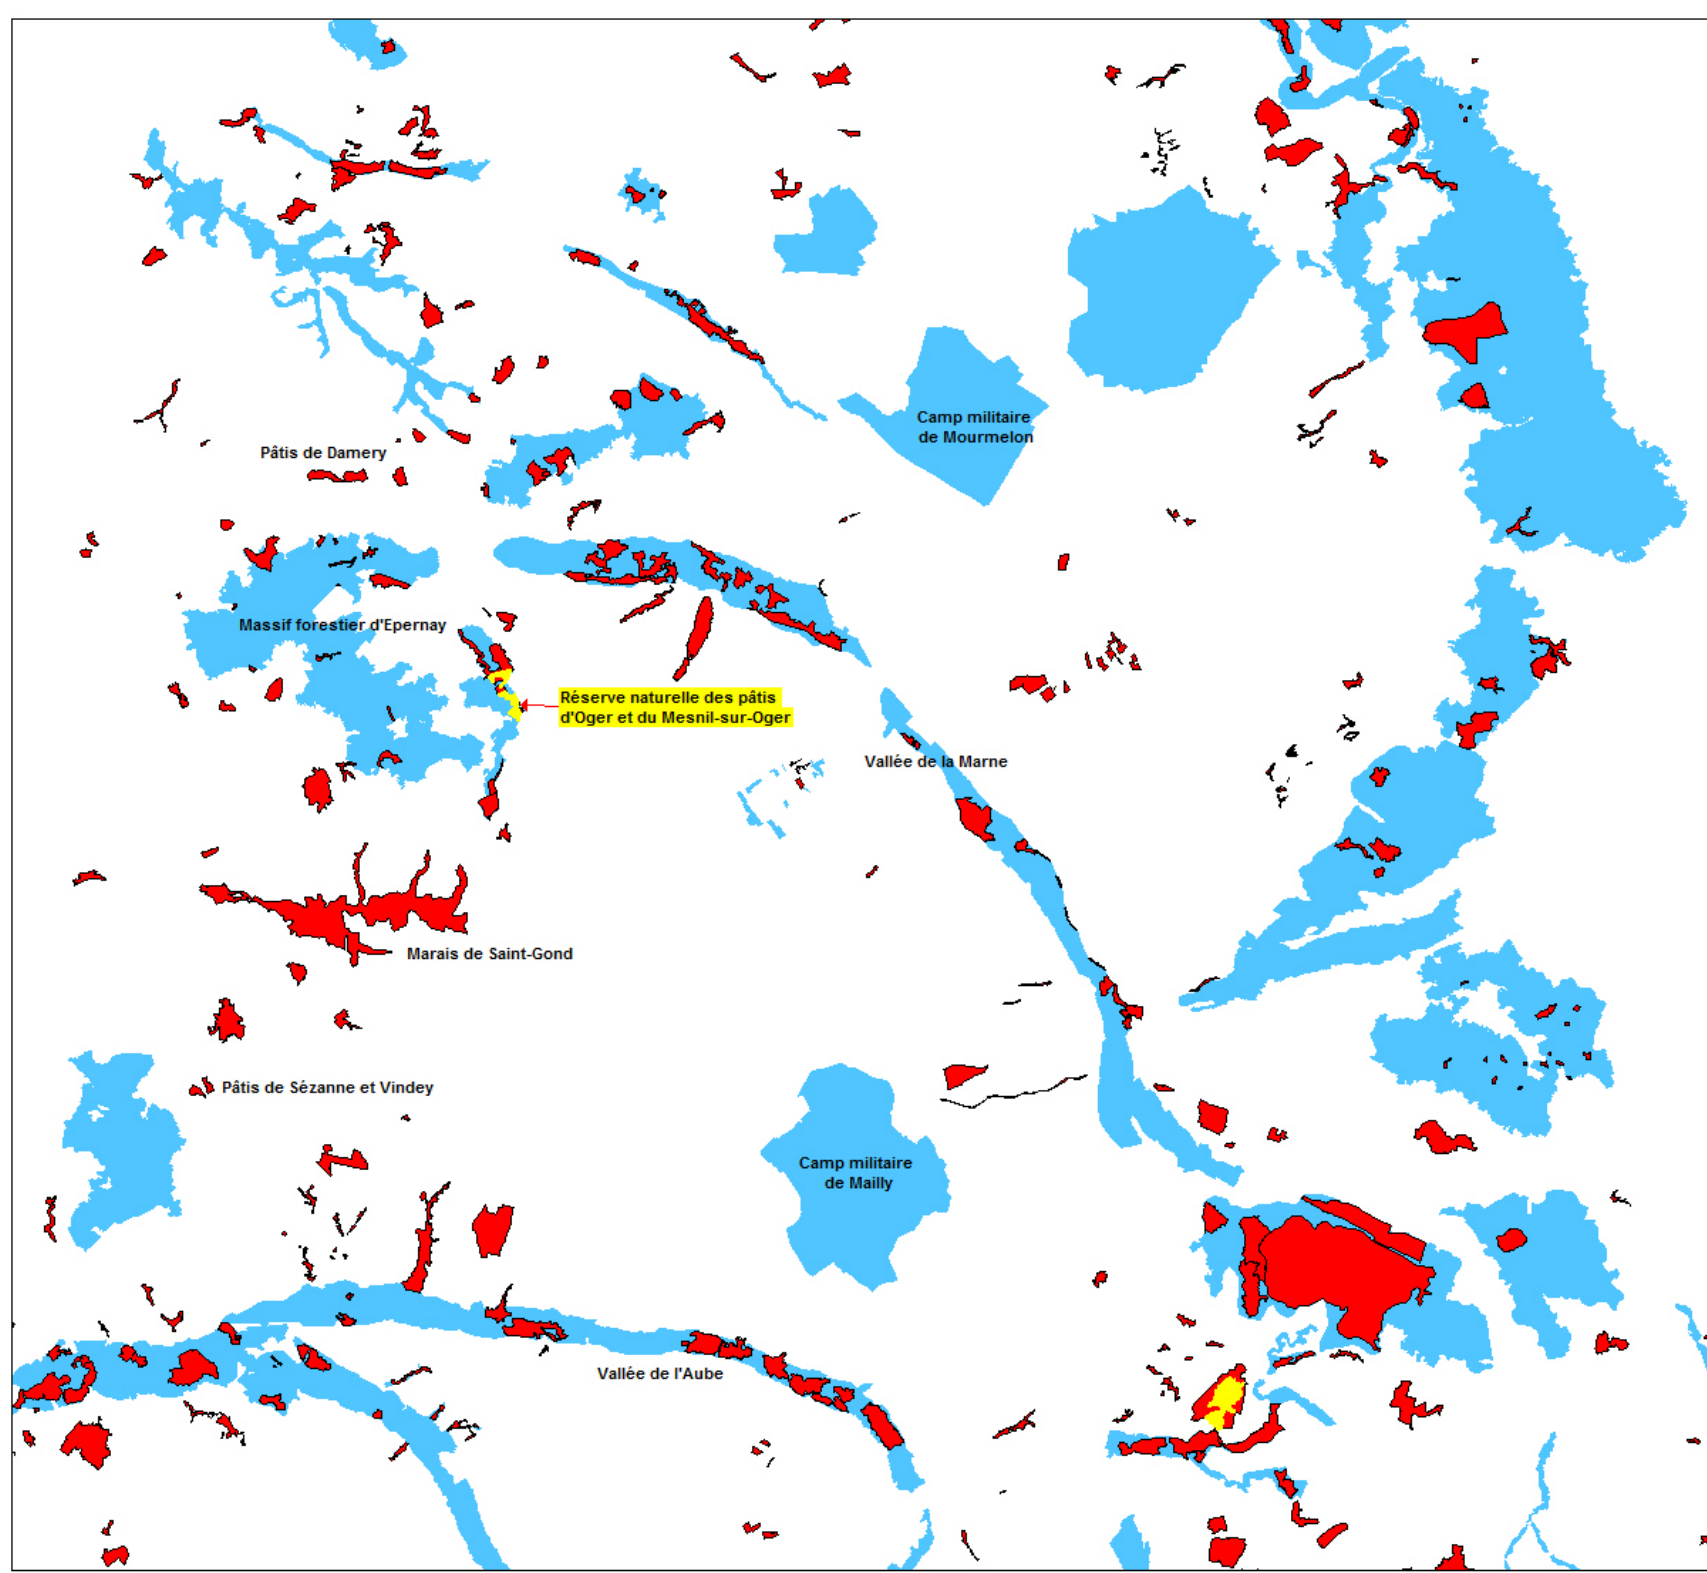 Camp militaire
de Mourmelon
Pâtis de Damery
Massif forestier d'Epernay
Réserve naturelle des pâtis
d'Oger et du Mesnil-sur-Oger
Vallée de la Marne
Marais de Saint-Gond
Pâtis de Sézanne et Vindey
Camp militaire
de Mailly
Vallée de l'Aube